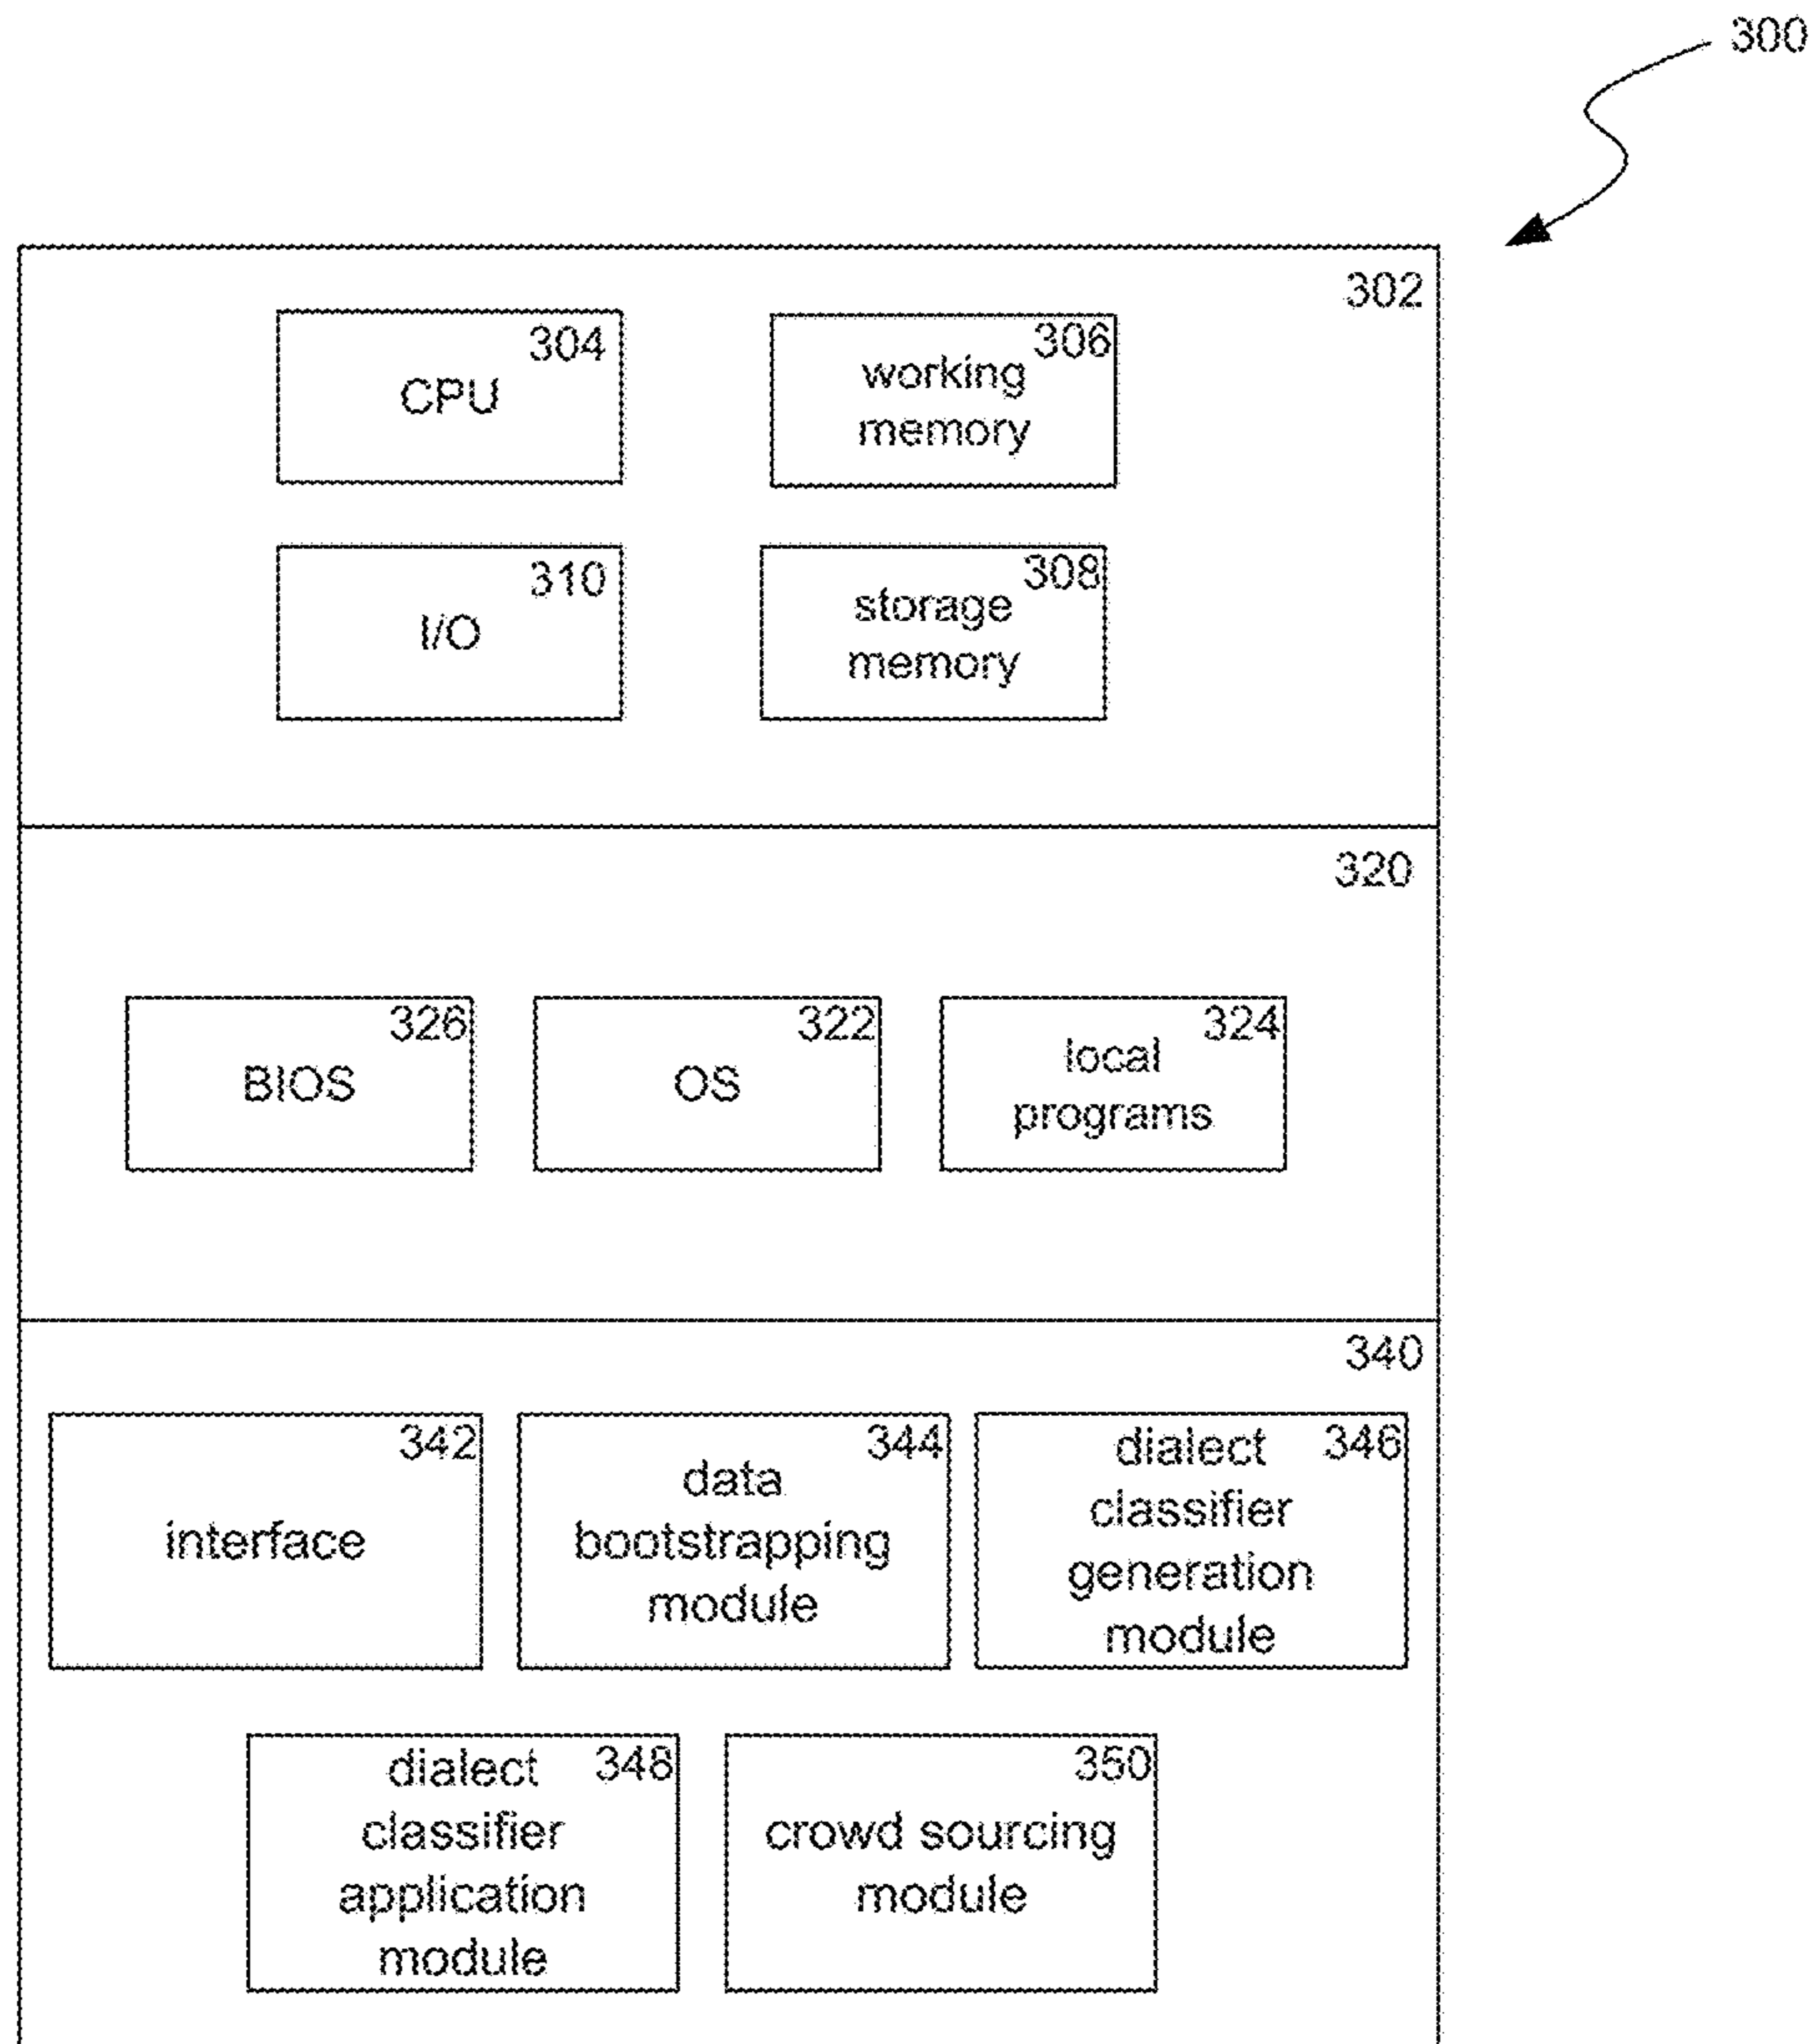 300
302
304
CPU
306
working
memory
310
I/O
308
storage
memory
320
326
BIOS
322
OS
324
local
programs
340
342
interface
344
data
bootstrapping
module
346
dialect
classifier
generation
module
348
dialect
classifier
application
module
350
crowd sourcing
module